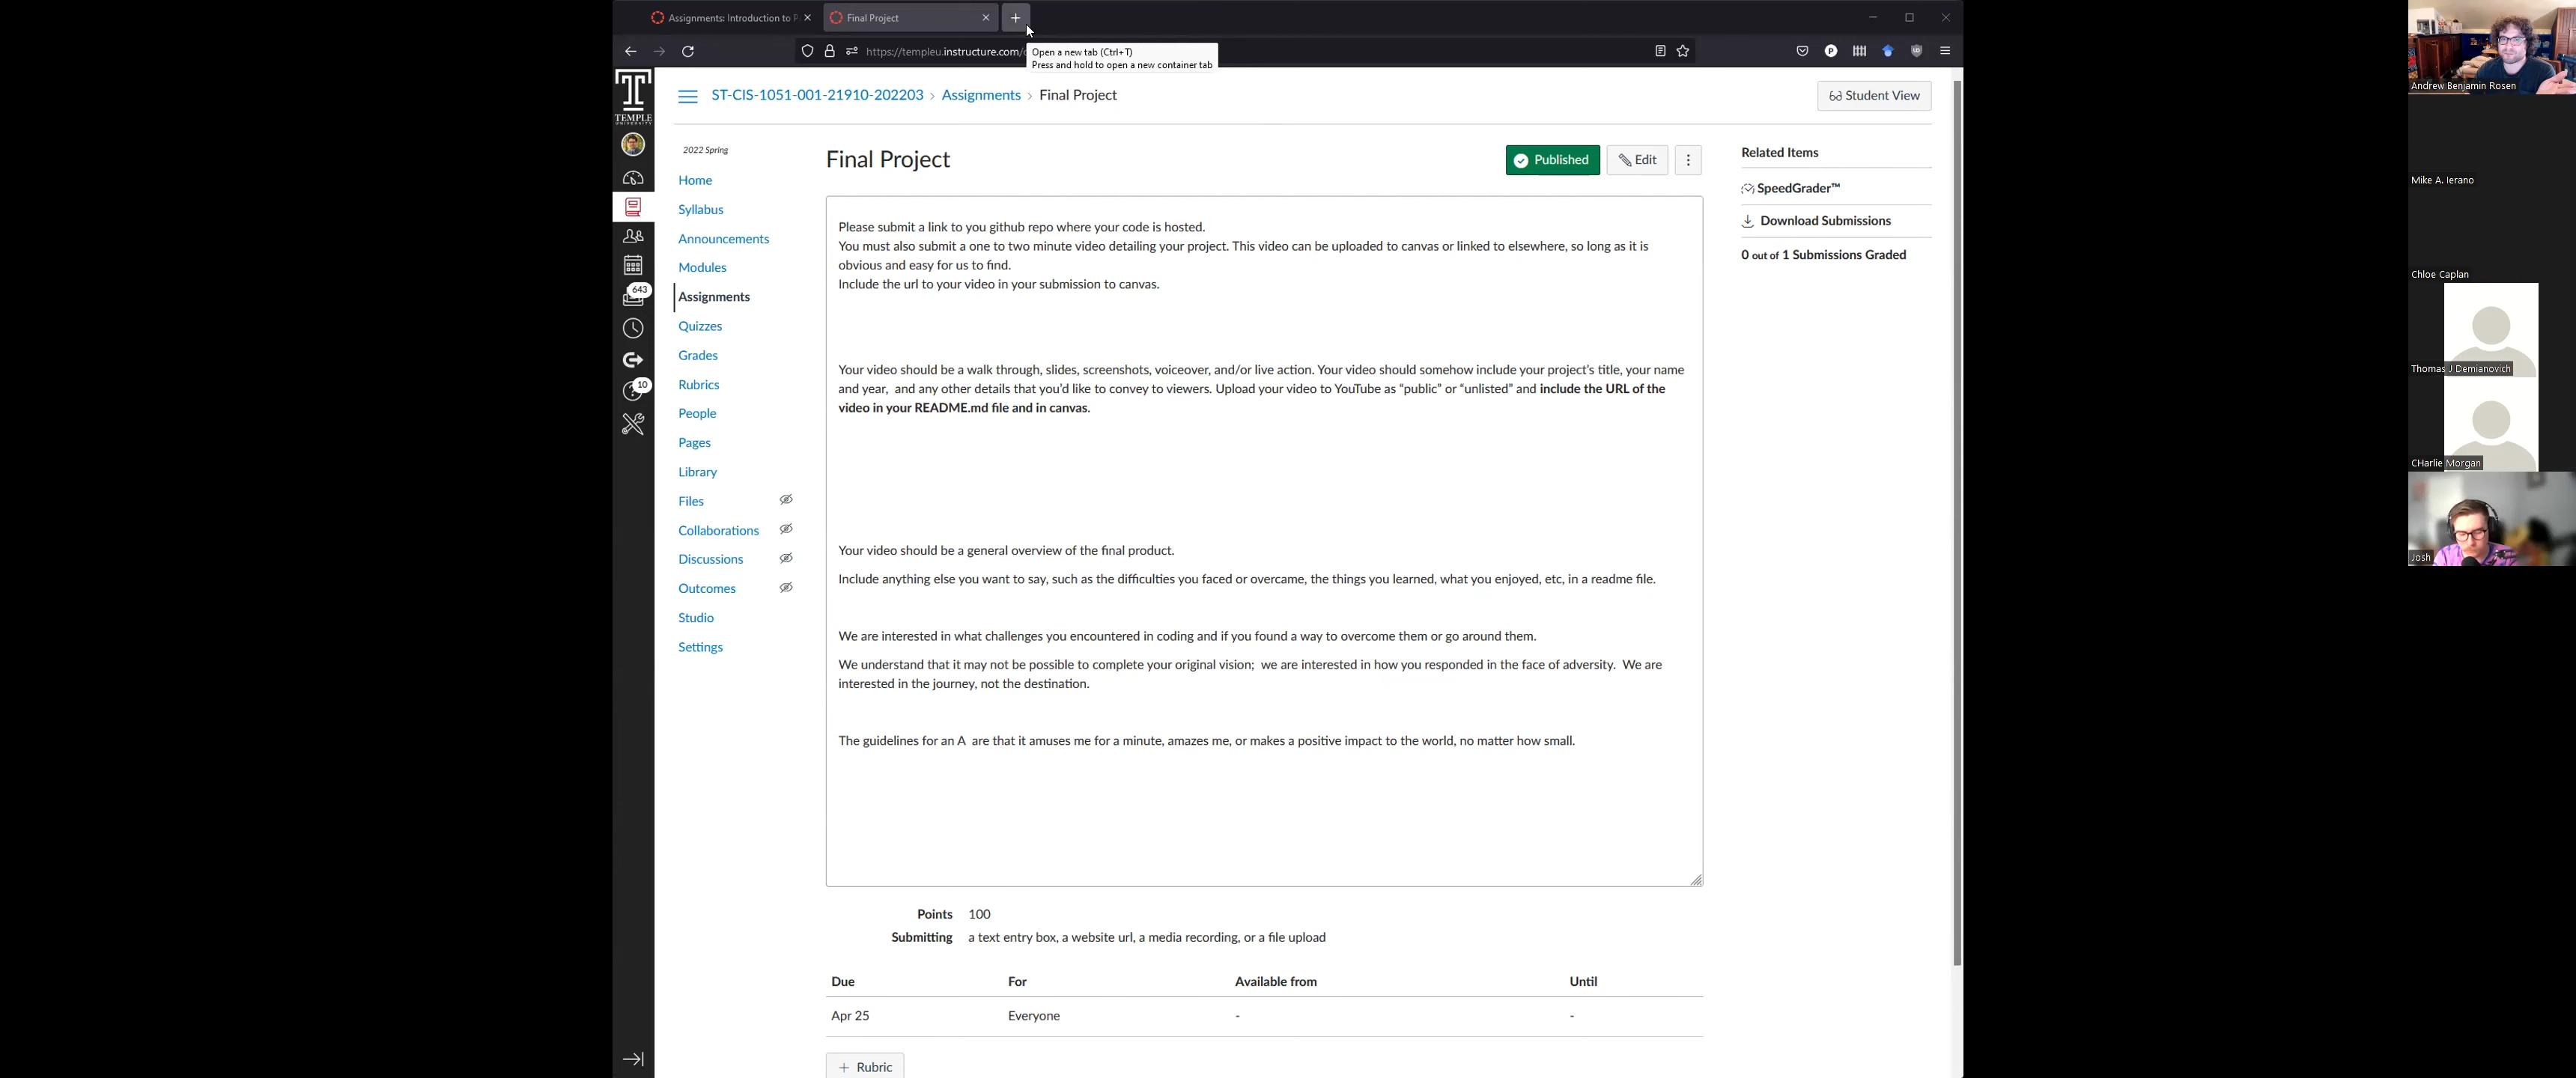 Assignments: Introduction to P
Final Project
https://templeu.instructure.com/
Open a new tab (Ctrl+T)
Press and hold to open a new container tab
TEMPLE
UNIVERSITY
643
10
ST-CIS-1051-001-21910-202203 › Assignments › Final Project
Student View
2022 Spring
Home
Syllabus
Announcements
Modules
Assignments
Quizzes
Grades
Rubrics
People
Pages
Library
Files
Collaborations
Discussions
Outcomes
Studio
Settings
Final Project
Published
Edit
Please submit a link to you github repo where your code is hosted.
You must also submit a one to two minute video detailing your project. This video can be uploaded to canvas or linked to elsewhere, so long as it is
obvious and easy for us to find.
Include the url to your video in your submission to canvas.
Your video should be a walk through, slides, screenshots, voiceover, and/or live action. Your video should somehow include your project's title, your name
and year, and any other details that you'd like to convey to viewers. Upload your video to YouTube as “public” or “unlisted” and include the URL of the
video in your README.md file and in canvas.
Your video should be a general overview of the final product.
Include anything else you want to say, such as the difficulties you faced or overcame, the things you learned, what you enjoyed, etc, in a readme file.
We are interested in what challenges you encountered in coding and if you found a way to overcome them or go around them.
We understand that it may not be possible to complete your original vision; we are interested in how you responded in the face of adversity. We are
interested in the journey, not the destination.
The guidelines for an A are that it amuses me for a minute, amazes me, or makes a positive impact to the world, no matter how small.
Points 100
Submitting a text entry box, a website url, a media recording, or a file upload
Due For Available from Until
Apr 25 Everyone - -
+ Rubric
Related Items
SpeedGrader™
Download Submissions
0 out of 1 Submissions Graded
Andrew Benjamin Rosen
Mike A. Ierano
Chloe Caplan
Thomas J Demianovich
CHarlie Morgan
Josh